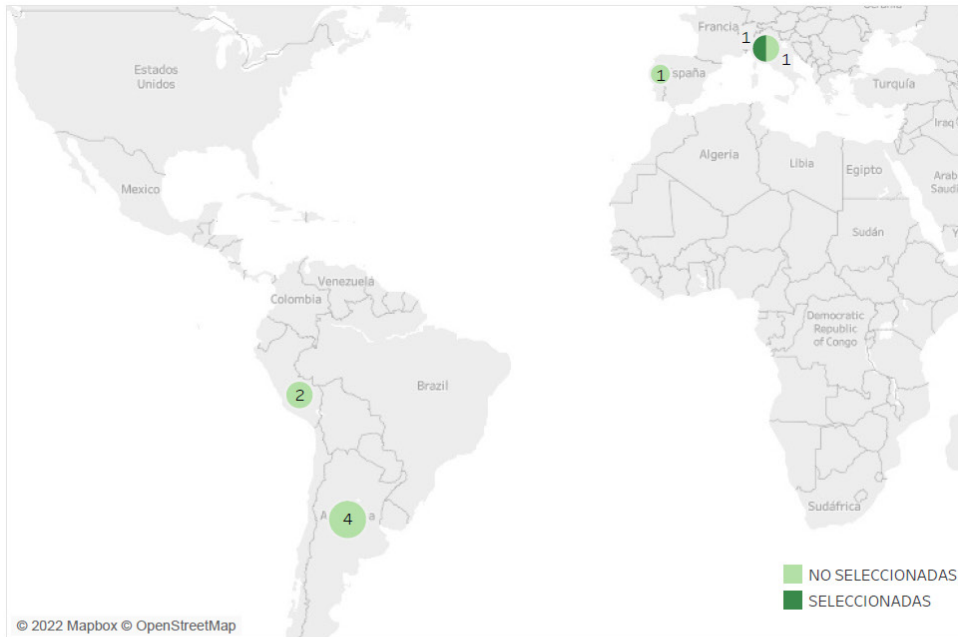 Ucrania
Francia
1
1
1
spaña
Turquía
Estados
Unidos
Iraq
Algeria
Libia
Egipto
Arab
Saudi
Mexico
Sudán
Y
Venezuela
Colombia
Democratic
Republic
of Congo
Brazil
2
Sudáfrica
A
4
a
NO SELECCIONADAS
SELECCIONADAS
© 2022 Mapbox © OpenStreetMap